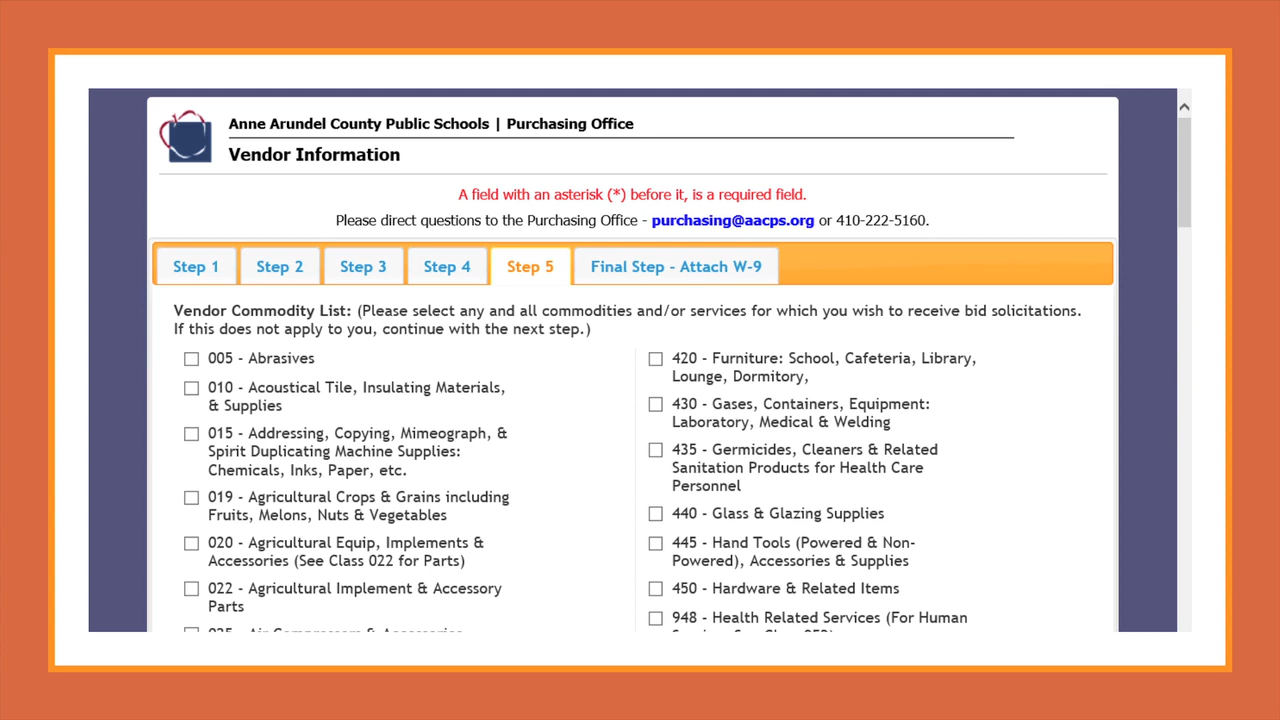 Anne Arundel County Public Schools | Purchasing Office
Vendor Information
A field with an asterisk (*) before it, is a required field.
Please direct questions to the Purchasing Office - purchasing@aacps.org or 410-222-5160.
Step 1
Step 2
Step 3
Step 4
Step 5
Final Step - Attach W-9
Vendor Commodity List: (Please select any and all commodities and/or services for which you wish to receive bid solicitations.
If this does not apply to you, continue with the next step.)
005 - Abrasives
010 - Acoustical Tile, Insulating Materials,
& Supplies
015 - Addressing, Copying, Mimeograph, &
Spirit Duplicating Machine Supplies:
Chemicals, Inks, Paper, etc.
019 - Agricultural Crops & Grains including
Fruits, Melons, Nuts & Vegetables
020 - Agricultural Equip, Implements &
Accessories (See Class 022 for Parts)
022 - Agricultural Implement & Accessory
Parts
025 - Air Compressors & Accessories
420 - Furniture: School, Cafeteria, Library,
Lounge, Dormitory,
430 - Gases, Containers, Equipment:
Laboratory, Medical & Welding
435 - Germicides, Cleaners & Related
Sanitation Products for Health Care
Personnel
440 - Glass & Glazing Supplies
445 - Hand Tools (Powered & Non-
Powered), Accessories & Supplies
450 - Hardware & Related Items
948 - Health Related Services (For Human